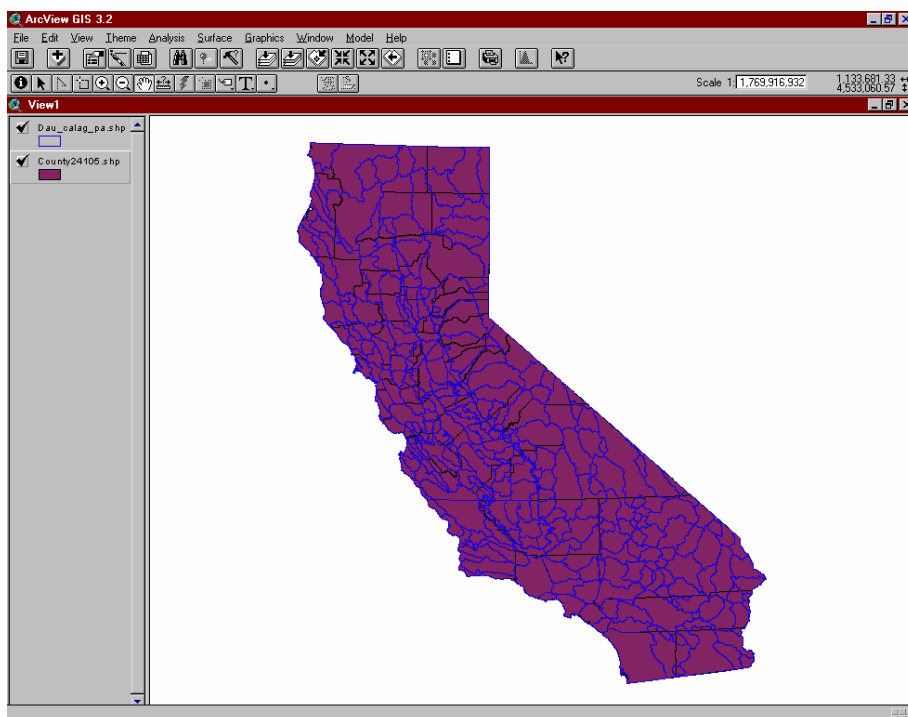 ArcView GIS 3.2
File Edit View Theme Analysis Surface Graphics Window Model Help
Scale 1: 1,769,916,932
1,133,681.33
4,533,060.57
View1
Dau_calag_pa.shp
County24105.shp